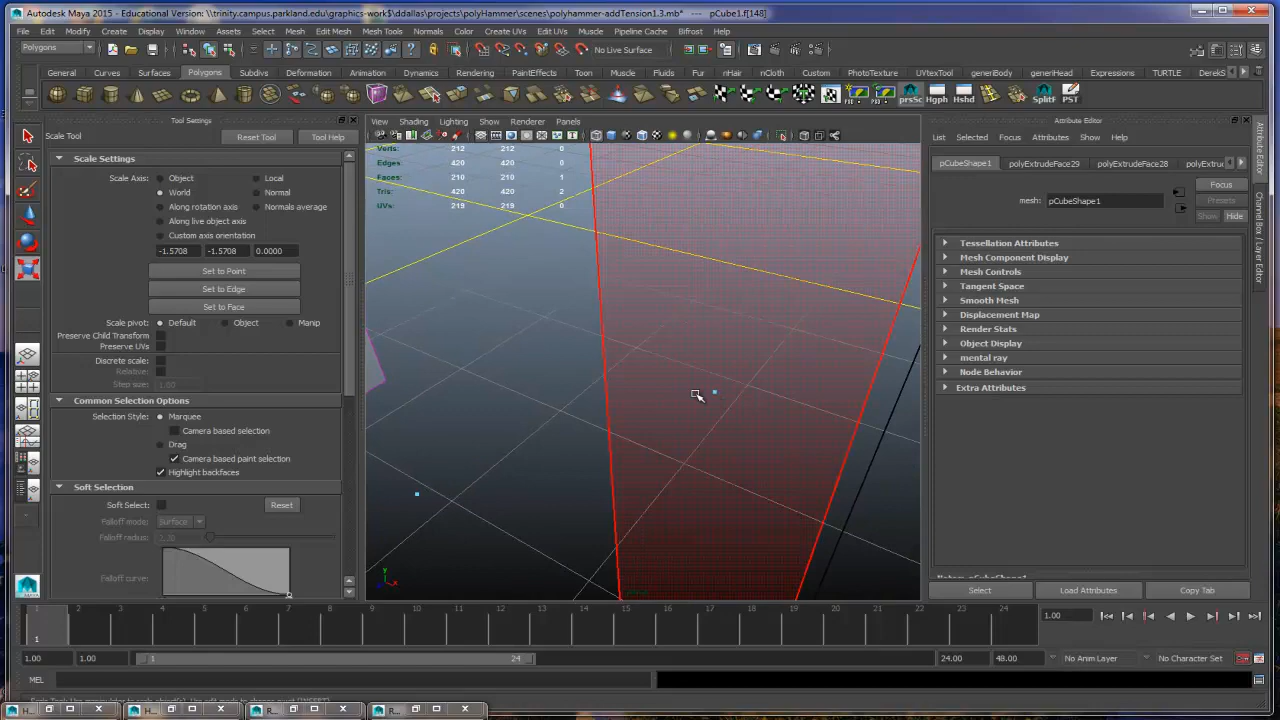 Autodesk Maya 2015 - Educational Version: \\trinity.campus.parkland.edu\graphics-work$\ddallas\projects\polyHammer\scenes\polyhammer-addTension1.3.mb* --- pCube1.f[148]
File Edit Modify Create Display Window Assets Select Mesh Edit Mesh Mesh Tools Normals Color Create UVs Edit UVs Muscle Pipeline Cache Bifrost Help
Polygons No Live Surface
General Curves Surfaces Polygons Subdivs Deformation Animation Dynamics Rendering PaintEffects Toon Muscle Fluids Fur nHair nCloth Custom PhotoTexture UVtexTool generiBody generiHead Expressions TURTLE DerekS
prsSc Hgph Hshd SplitF PST
Tool Settings
Scale Tool Reset Tool Tool Help
Scale Settings
Scale Axis: Object Local
World Normal
Along rotation axis Normals average
Along live object axis
Custom axis orientation
-1.5708 -1.5708 0.0000
Set to Point
Set to Edge
Set to Face
Scale pivot: Default Object Manip
Preserve Child Transform
Preserve UVs
Discrete scale:
Relative:
Step size: 1.00
Common Selection Options
Selection Style: Marquee
Camera based selection
Drag
Camera based paint selection
Highlight backfaces
Soft Selection
Soft Select: Reset
Falloff mode: Surface
Falloff radius:
Falloff curve:
View Shading Lighting Show Renderer Panels
Verts: 212 212 0
Edges: 420 420 0
Faces: 210 210 1
Tris: 420 420 2
UVs: 219 219 0
Attribute Editor
List Selected Focus Attributes Show Help
pCubeShape1 polyExtrudeFace29 polyExtrudeFace28
mesh: pCubeShape1
Focus
Presets
Show Hide
Tessellation Attributes
Mesh Component Display
Mesh Controls
Tangent Space
Smooth Mesh
Displacement Map
Render Stats
Object Display
mental ray
Node Behavior
Extra Attributes
Select Load Attributes Copy Tab
Attribute Editor
Channel Box / Layer Editor
1 2 3 4 5 6 7 8 9 10 11 12 13 14 15 16 17 18 19 20 21 22 23 24 1.00
1
1.00 1.00 1 24 24.00 48.00 No Anim Layer No Character Set
MEL